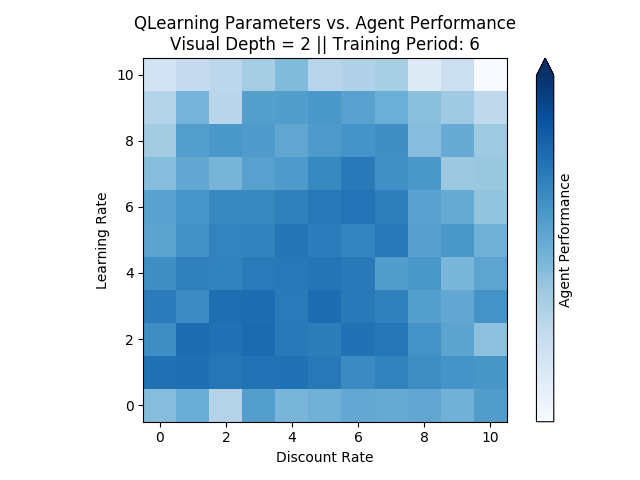 QLearning Parameters vs. Agent Performance
Visual Depth = 2 || Training Period: 6
10
8
6
4
2
0
Learning Rate
0 2 4 6 8 10
Discount Rate
Agent Performance